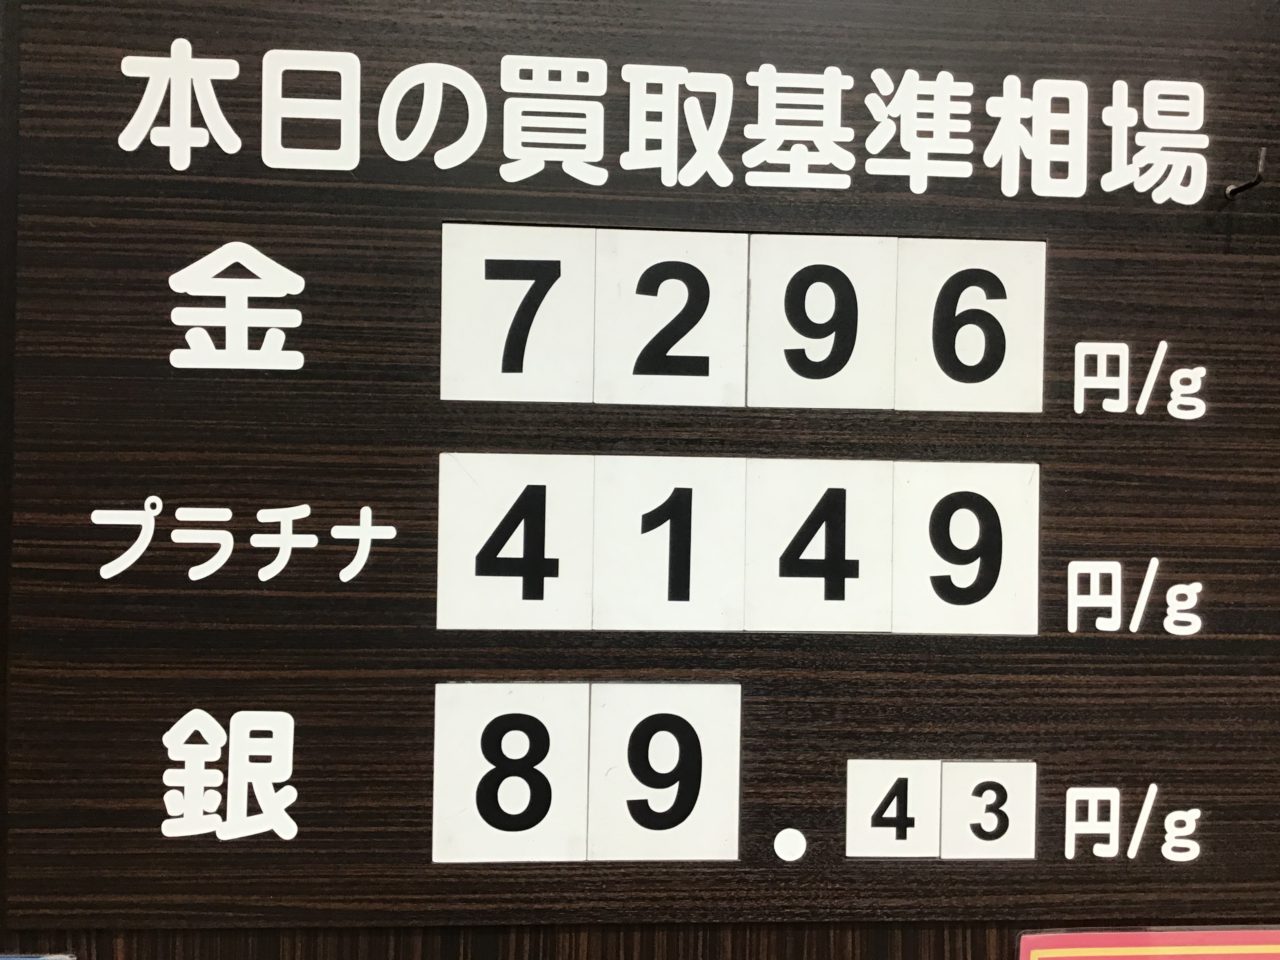 本日の買取基準相場
金 7296 円/g
プラチナ 4149 円/g
銀 89.43 円/g